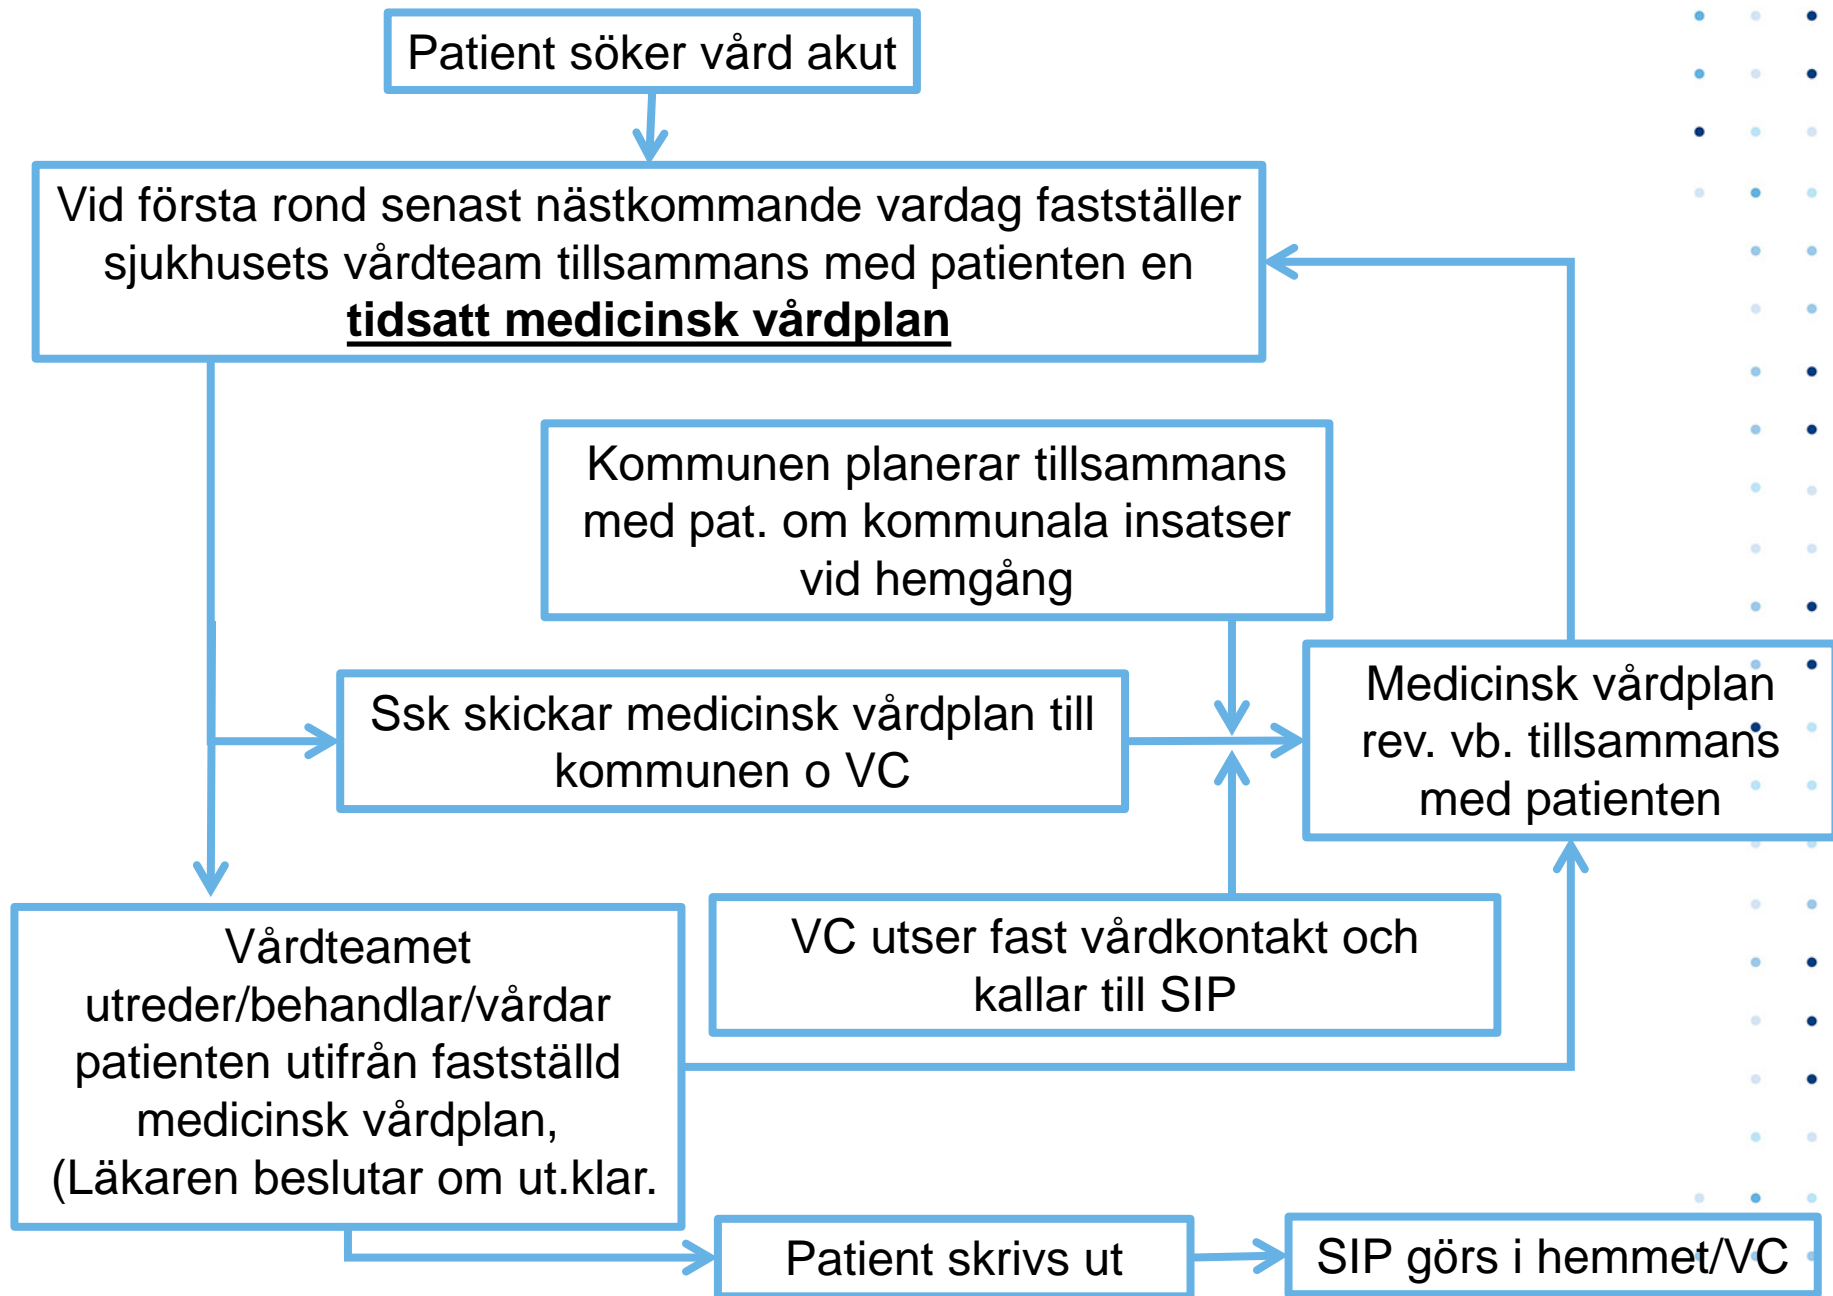 Patient söker vård akut
Vid första rond senast nästkommande vardag fastställer
sjukhusets vårdteam tillsammans med patienten en
tidsatt medicinsk vårdplan
Kommunen planerar tillsammans
med pat. om kommunala insatser
vid hemgång
Ssk skickar medicinsk vårdplan till
kommunen o VC
Medicinsk vårdplan
rev. vb. tillsammans
med patienten
Vårdteamet
utreder/behandlar/vårdar
patienten utifrån fastställd
medicinsk vårdplan,
(Läkaren beslutar om ut.klar.
VC utser fast vårdkontakt och
kallar till SIP
Patient skrivs ut
SIP görs i hemmet/VC